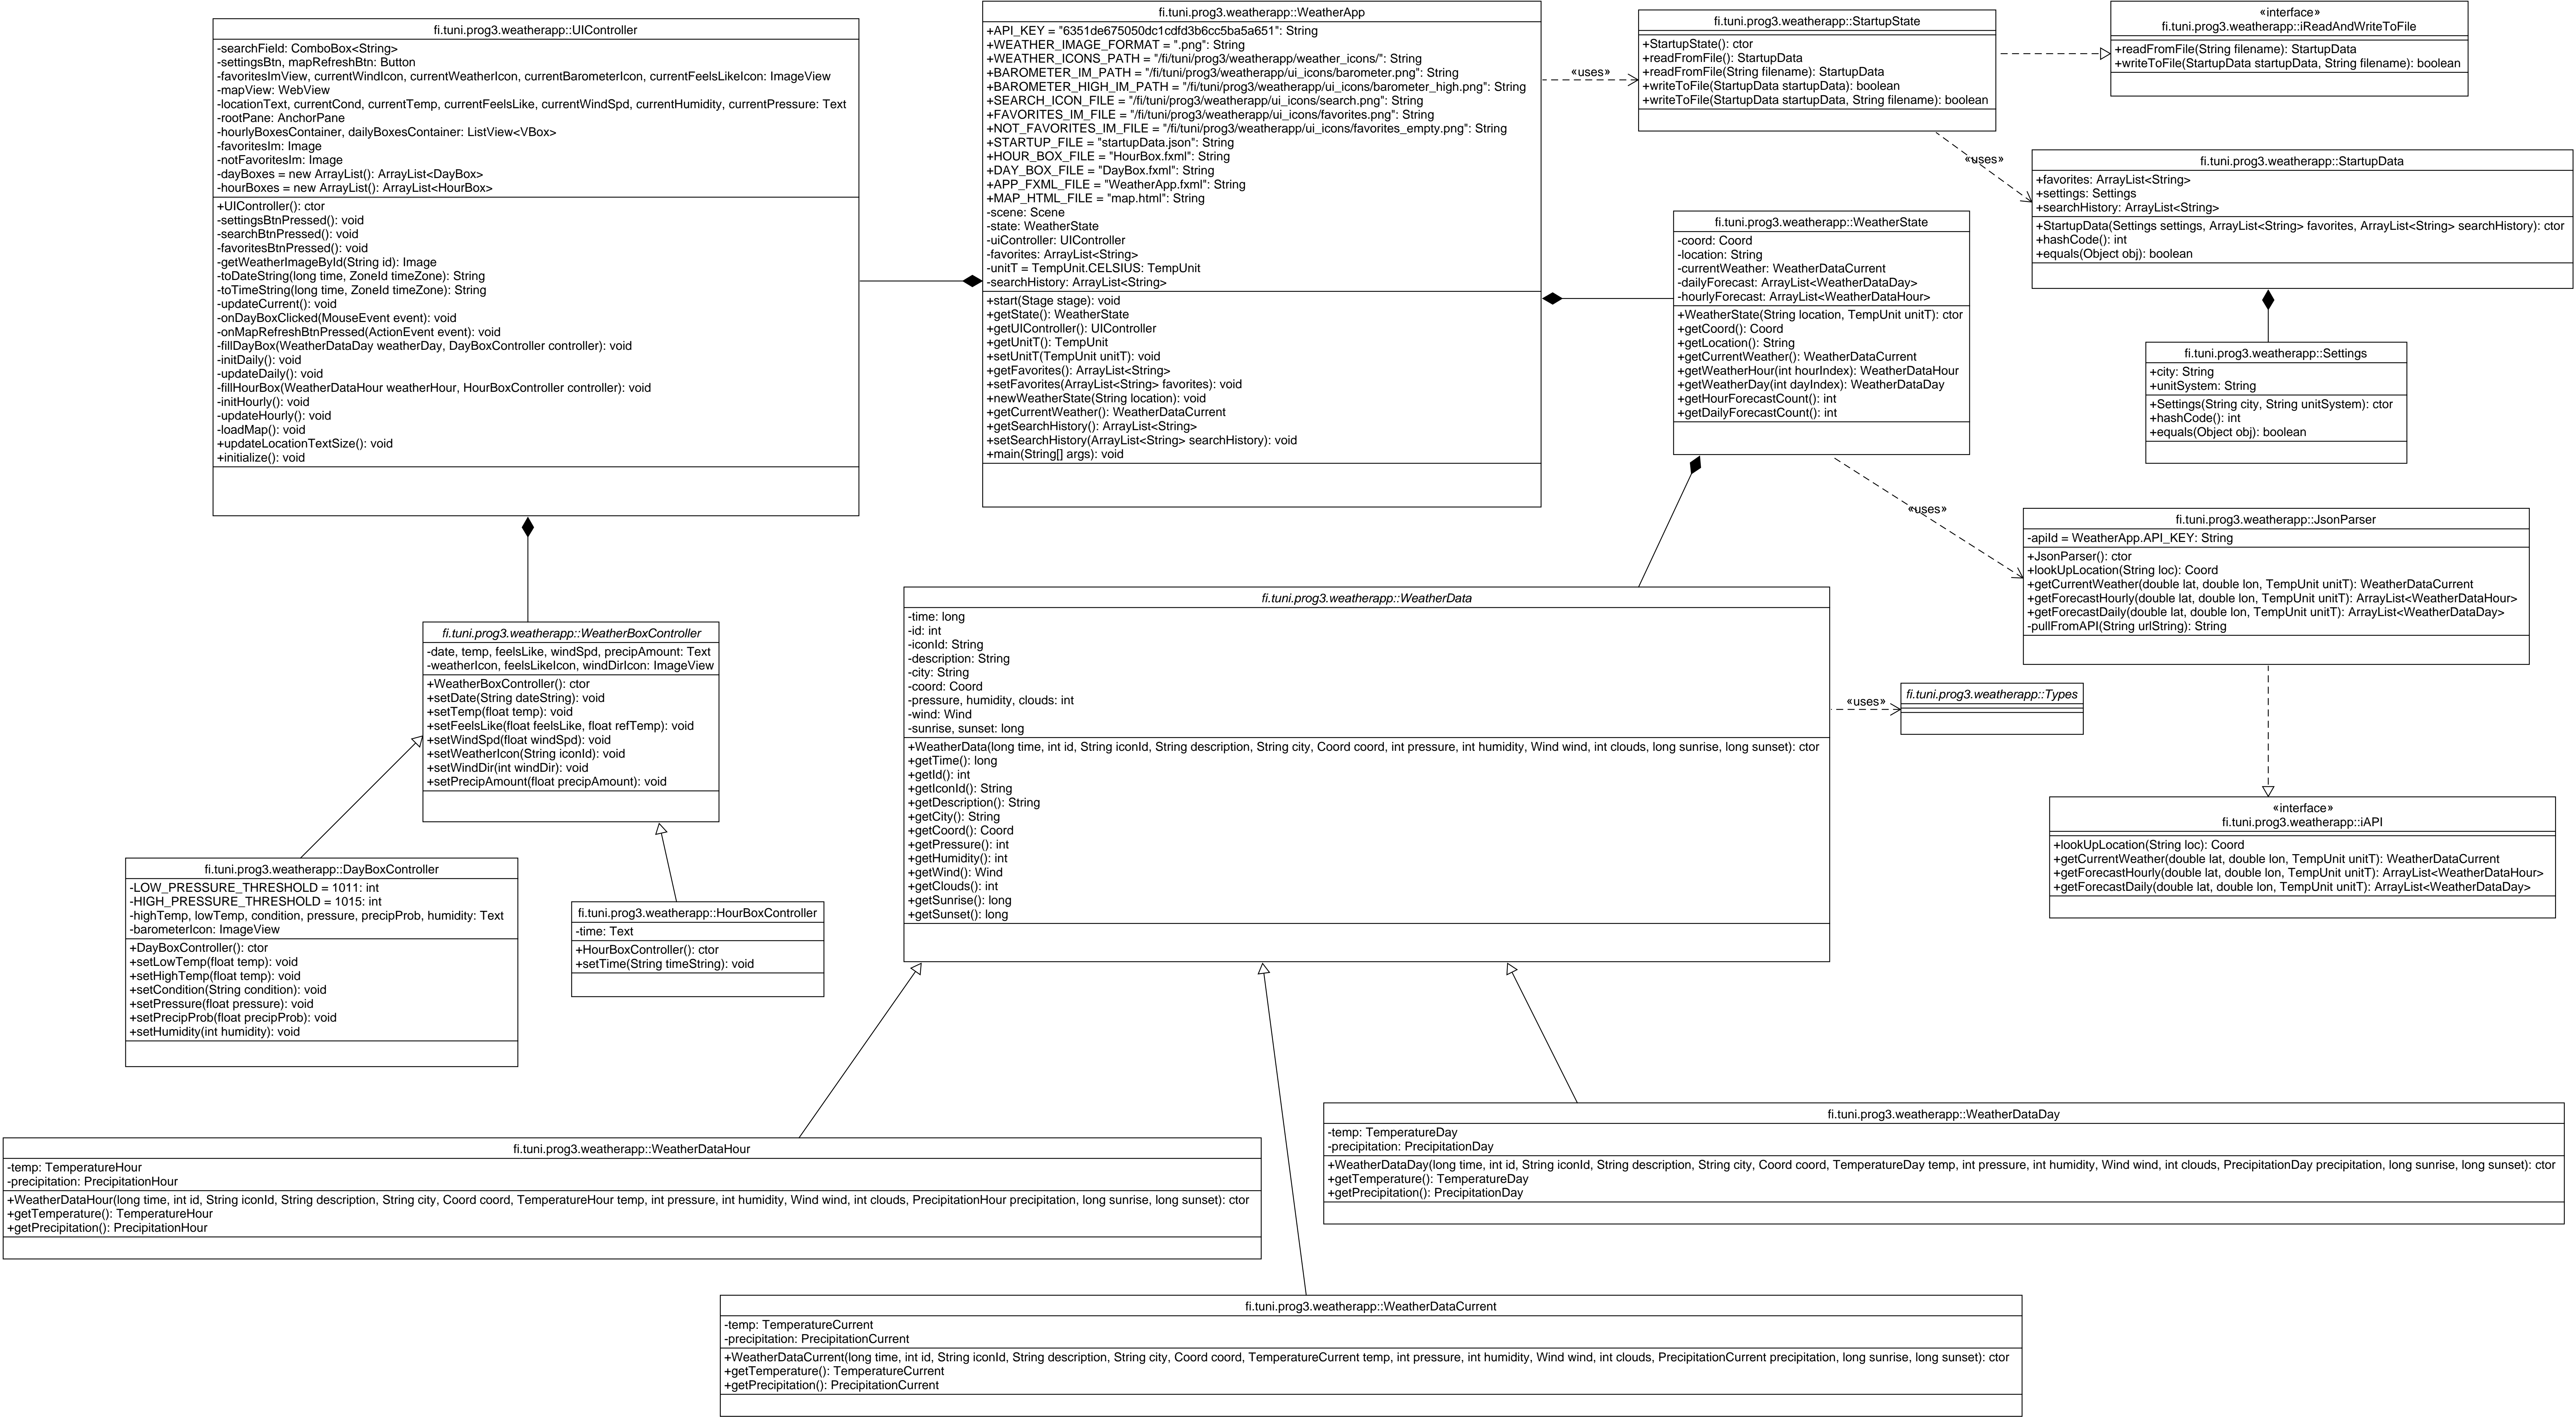 fi.tuni.prog3.weatherapp::UIController
-searchField: ComboBox<String>
-settingsBtn, mapRefreshBtn: Button
-favoritesImView, currentWindIcon, currentWeatherIcon, currentBarometerIcon, currentFeelsLikeIcon: ImageView
-mapView: WebView
-locationText, currentCond, currentTemp, currentFeelsLike, currentWindSpd, currentHumidity, currentPressure: Text
-rootPane: AnchorPane
-hourlyBoxesContainer, dailyBoxesContainer: ListView<VBox>
-favoritesIm: Image
-notFavoritesIm: Image
-dayBoxes = new ArrayList(): ArrayList<DayBox>
-hourBoxes = new ArrayList(): ArrayList<HourBox>
+UIController(): ctor
-settingsBtnPressed(): void
-searchBtnPressed(): void
-favoritesBtnPressed(): void
-getWeatherImageById(String id): Image
-toDateString(long time, ZoneId timeZone): String
-toTimeString(long time, ZoneId timeZone): String
-updateCurrent(): void
-onDayBoxClicked(MouseEvent event): void
-onMapRefreshBtnPressed(ActionEvent event): void
-fillDayBox(WeatherDataDay weatherDay, DayBoxController controller): void
-initDaily(): void
-updateDaily(): void
-fillHourBox(WeatherDataHour weatherHour, HourBoxController controller): void
-initHourly(): void
-updateHourly(): void
-loadMap(): void
+updateLocationTextSize(): void
+initialize(): void
fi.tuni.prog3.weatherapp::WeatherApp
+API_KEY = "6351de675050dc1cdfd3b6cc5ba5a651": String
+WEATHER_IMAGE_FORMAT = ".png": String
+WEATHER_ICONS_PATH = "/fi/tuni/prog3/weatherapp/weather_icons/": String
+BAROMETER_IM_PATH = "/fi/tuni/prog3/weatherapp/ui_icons/barometer.png": String
+BAROMETER_HIGH_IM_PATH = "/fi/tuni/prog3/weatherapp/ui_icons/barometer_high.png": String
+SEARCH_ICON_FILE = "/fi/tuni/prog3/weatherapp/ui_icons/search.png": String
+FAVORITES_IM_FILE = "/fi/tuni/prog3/weatherapp/ui_icons/favorites.png": String
+NOT_FAVORITES_IM_FILE = "/fi/tuni/prog3/weatherapp/ui_icons/favorites_empty.png": String
+STARTUP_FILE = "startupData.json": String
+HOUR_BOX_FILE = "HourBox.fxml": String
+DAY_BOX_FILE = "DayBox.fxml": String
+APP_FXML_FILE = "WeatherApp.fxml": String
+MAP_HTML_FILE = "map.html": String
-scene: Scene
-state: WeatherState
-uiController: UIController
-favorites: ArrayList<String>
-unitT = TempUnit.CELSIUS: TempUnit
-searchHistory: ArrayList<String>
+start(Stage stage): void
+getState(): WeatherState
+getUIController(): UIController
+getUnitT(): TempUnit
+setUnitT(TempUnit unitT): void
+getFavorites(): ArrayList<String>
+setFavorites(ArrayList<String> favorites): void
+newWeatherState(String location): void
+getCurrentWeather(): WeatherDataCurrent
+getSearchHistory(): ArrayList<String>
+setSearchHistory(ArrayList<String> searchHistory): void
+main(String[] args): void
«uses»
fi.tuni.prog3.weatherapp::StartupState
+StartupState(): ctor
+readFromFile(): StartupData
+readFromFile(String filename): StartupData
+writeToFile(StartupData startupData): boolean
+writeToFile(StartupData startupData, String filename): boolean
«interface»
fi.tuni.prog3.weatherapp::iReadAndWriteToFile
+readFromFile(String filename): StartupData
+writeToFile(StartupData startupData, String filename): boolean
«uses»
fi.tuni.prog3.weatherapp::StartupData
+favorites: ArrayList<String>
+settings: Settings
+searchHistory: ArrayList<String>
+StartupData(Settings settings, ArrayList<String> favorites, ArrayList<String> searchHistory): ctor
+hashCode(): int
+equals(Object obj): boolean
fi.tuni.prog3.weatherapp::WeatherState
-coord: Coord
-location: String
-currentWeather: WeatherDataCurrent
-dailyForecast: ArrayList<WeatherDataDay>
-hourlyForecast: ArrayList<WeatherDataHour>
+WeatherState(String location, TempUnit unitT): ctor
+getCoord(): Coord
+getLocation(): String
+getCurrentWeather(): WeatherDataCurrent
+getWeatherHour(int hourIndex): WeatherDataHour
+getWeatherDay(int dayIndex): WeatherDataDay
+getHourForecastCount(): int
+getDailyForecastCount(): int
fi.tuni.prog3.weatherapp::Settings
+city: String
+unitSystem: String
+Settings(String city, String unitSystem): ctor
+hashCode(): int
+equals(Object obj): boolean
«uses»
fi.tuni.prog3.weatherapp::JsonParser
-apiId = WeatherApp.API_KEY: String
+JsonParser(): ctor
+lookUpLocation(String loc): Coord
+getCurrentWeather(double lat, double lon, TempUnit unitT): WeatherDataCurrent
+getForecastHourly(double lat, double lon, TempUnit unitT): ArrayList<WeatherDataHour>
+getForecastDaily(double lat, double lon, TempUnit unitT): ArrayList<WeatherDataDay>
-pullFromAPI(String urlString): String
fi.tuni.prog3.weatherapp::WeatherBoxController
-date, temp, feelsLike, windSpd, precipAmount: Text
-weatherIcon, feelsLikeIcon, windDirIcon: ImageView
+WeatherBoxController(): ctor
+setDate(String dateString): void
+setTemp(float temp): void
+setFeelsLike(float feelsLike, float refTemp): void
+setWindSpd(float windSpd): void
+setWeatherIcon(String iconId): void
+setWindDir(int windDir): void
+setPrecipAmount(float precipAmount): void
fi.tuni.prog3.weatherapp::WeatherData
-time: long
-id: int
-iconId: String
-description: String
-city: String
-coord: Coord
-pressure, humidity, clouds: int
-wind: Wind
-sunrise, sunset: long
+WeatherData(long time, int id, String iconId, String description, String city, Coord coord, int pressure, int humidity, Wind wind, int clouds, long sunrise, long sunset): ctor
+getTime(): long
+getId(): int
+getIconId(): String
+getDescription(): String
+getCity(): String
+getCoord(): Coord
+getPressure(): int
+getHumidity(): int
+getWind(): Wind
+getClouds(): int
+getSunrise(): long
+getSunset(): long
«uses»
fi.tuni.prog3.weatherapp::Types
«interface»
fi.tuni.prog3.weatherapp::iAPI
+lookUpLocation(String loc): Coord
+getCurrentWeather(double lat, double lon, TempUnit unitT): WeatherDataCurrent
+getForecastHourly(double lat, double lon, TempUnit unitT): ArrayList<WeatherDataHour>
+getForecastDaily(double lat, double lon, TempUnit unitT): ArrayList<WeatherDataDay>
fi.tuni.prog3.weatherapp::DayBoxController
-LOW_PRESSURE_THRESHOLD = 1011: int
-HIGH_PRESSURE_THRESHOLD = 1015: int
-highTemp, lowTemp, condition, pressure, precipProb, humidity: Text
-barometerIcon: ImageView
+DayBoxController(): ctor
+setLowTemp(float temp): void
+setHighTemp(float temp): void
+setCondition(String condition): void
+setPressure(float pressure): void
+setPrecipProb(float precipProb): void
+setHumidity(int humidity): void
fi.tuni.prog3.weatherapp::HourBoxController
-time: Text
+HourBoxController(): ctor
+setTime(String timeString): void
fi.tuni.prog3.weatherapp::WeatherDataDay
-temp: TemperatureDay
-precipitation: PrecipitationDay
+WeatherDataDay(long time, int id, String iconId, String description, String city, Coord coord, TemperatureDay temp, int pressure, int humidity, Wind wind, int clouds, PrecipitationDay precipitation, long sunrise, long sunset): ctor
+getTemperature(): TemperatureDay
+getPrecipitation(): PrecipitationDay
fi.tuni.prog3.weatherapp::WeatherDataHour
-temp: TemperatureHour
-precipitation: PrecipitationHour
+WeatherDataHour(long time, int id, String iconId, String description, String city, Coord coord, TemperatureHour temp, int pressure, int humidity, Wind wind, int clouds, PrecipitationHour precipitation, long sunrise, long sunset): ctor
+getTemperature(): TemperatureHour
+getPrecipitation(): PrecipitationHour
fi.tuni.prog3.weatherapp::WeatherDataCurrent
-temp: TemperatureCurrent
-precipitation: PrecipitationCurrent
+WeatherDataCurrent(long time, int id, String iconId, String description, String city, Coord coord, TemperatureCurrent temp, int pressure, int humidity, Wind wind, int clouds, PrecipitationCurrent precipitation, long sunrise, long sunset): ctor
+getTemperature(): TemperatureCurrent
+getPrecipitation(): PrecipitationCurrent